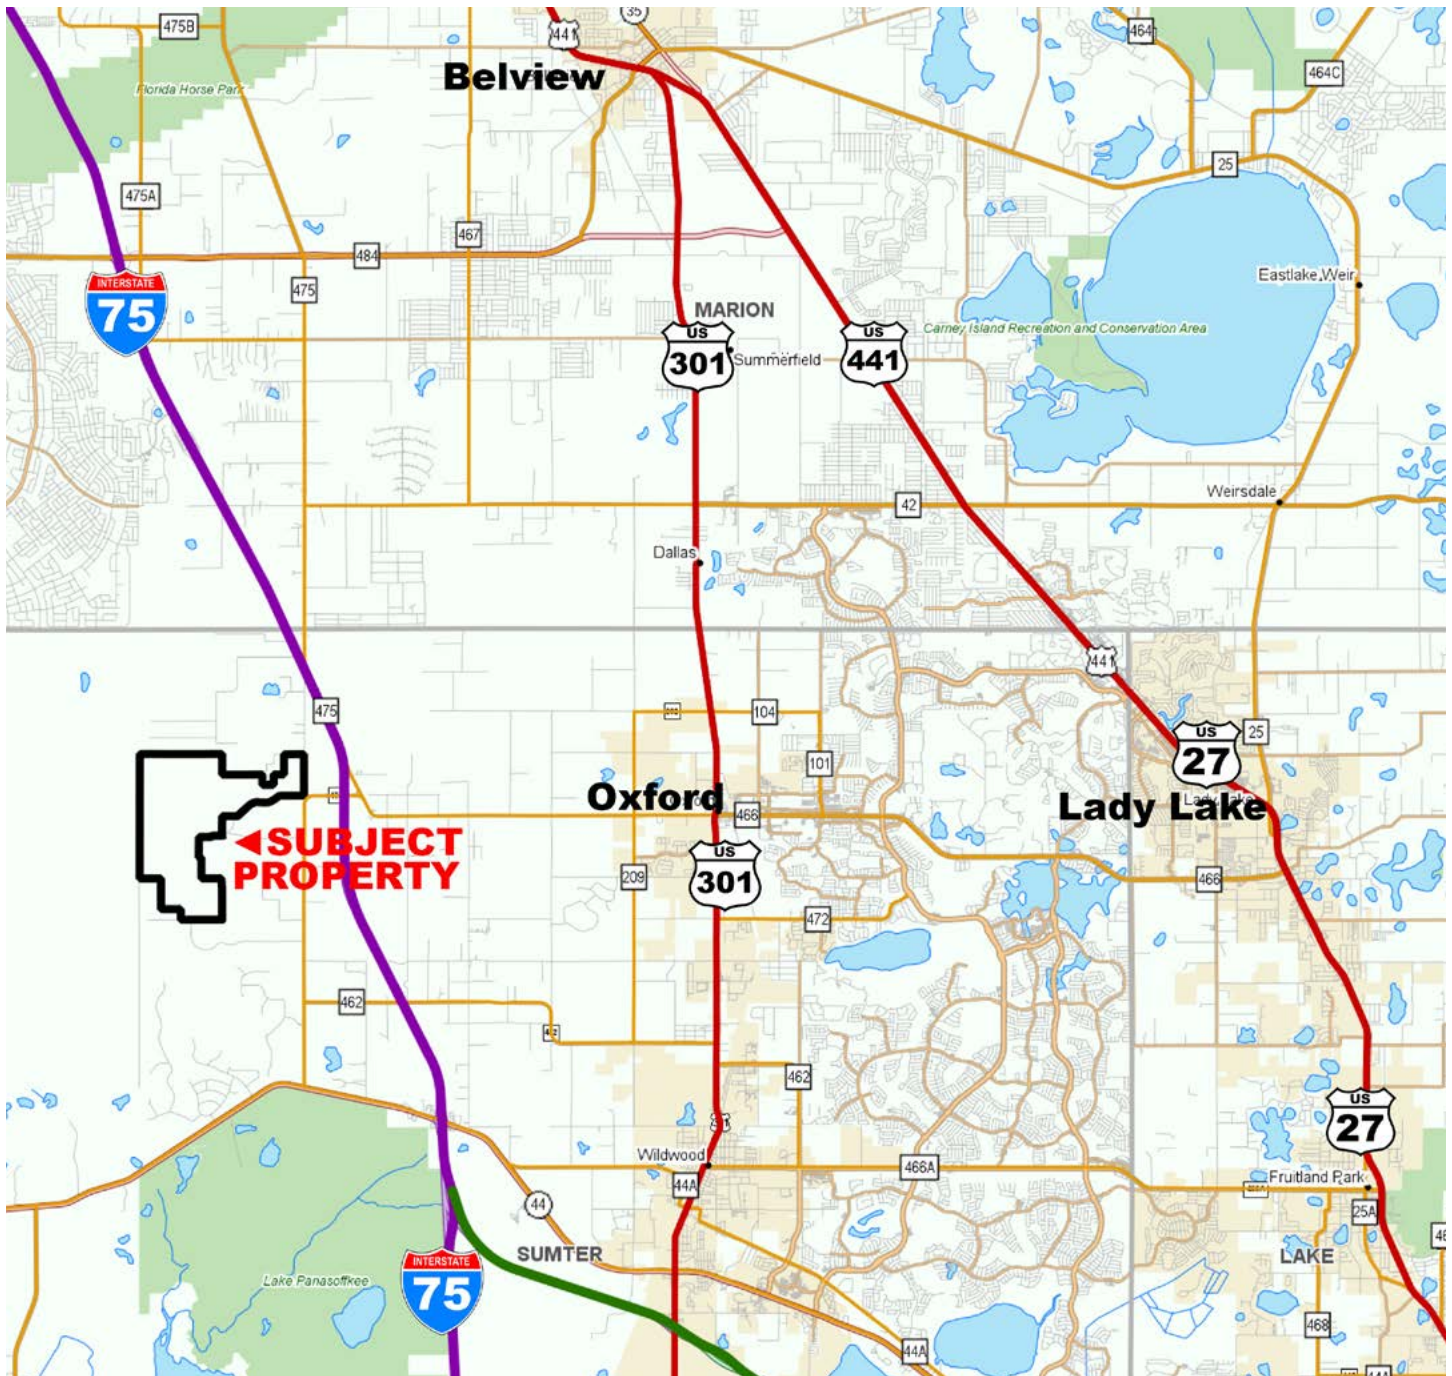 475B
441
35
464
464C
Belview
Florida Horse Park
25
475A
467
484
475
INTERSTATE
75
Eastlake Weir
MARION
US
301
Summerfield
US
441
Carney Island Recreation and Conservation Area
Weirsdale
42
Dallas
441
475
104
25
US
27
101
Oxford
466
Lady Lake
◄SUBJECT
PROPERTY
US
301
209
466
472
462
462
US
27
Wildwood
466A
44A
Fruitland Park
25A
44
SUMTER
LAKE
INTERSTATE
75
Lake Panasoffkee
468
44A